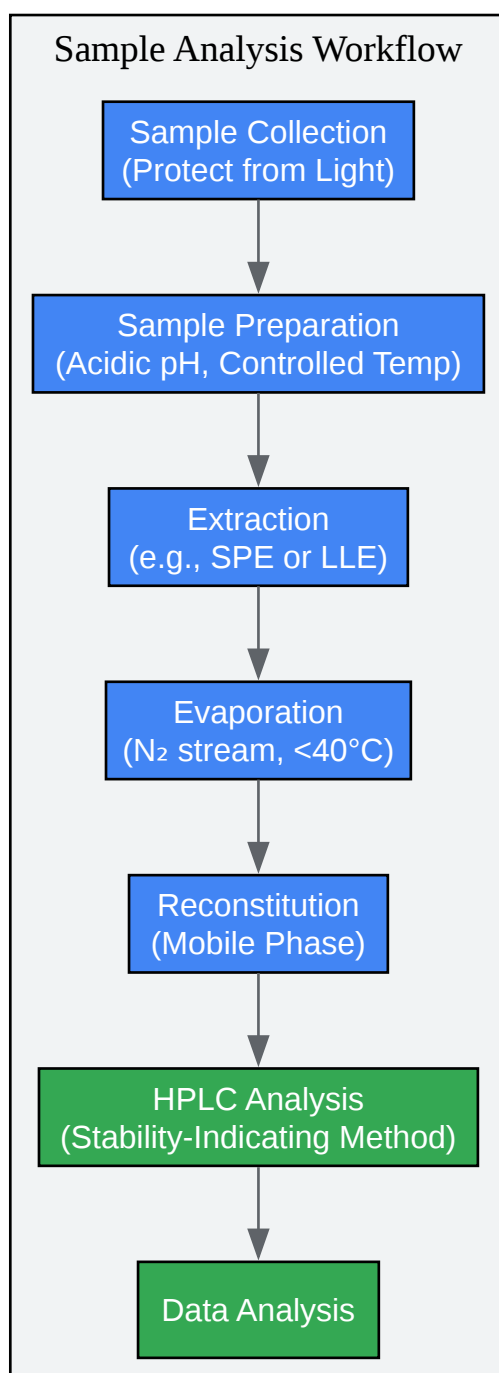 Sample Analysis Workflow
Sample Collection
(Protect from Light)
Sample Preparation
(Acidic pH, Controlled Temp)
Extraction
(e.g., SPE or LLE)
Evaporation
(N₂ stream, <40°C)
Reconstitution
(Mobile Phase)
HPLC Analysis
(Stability-Indicating Method)
Data Analysis